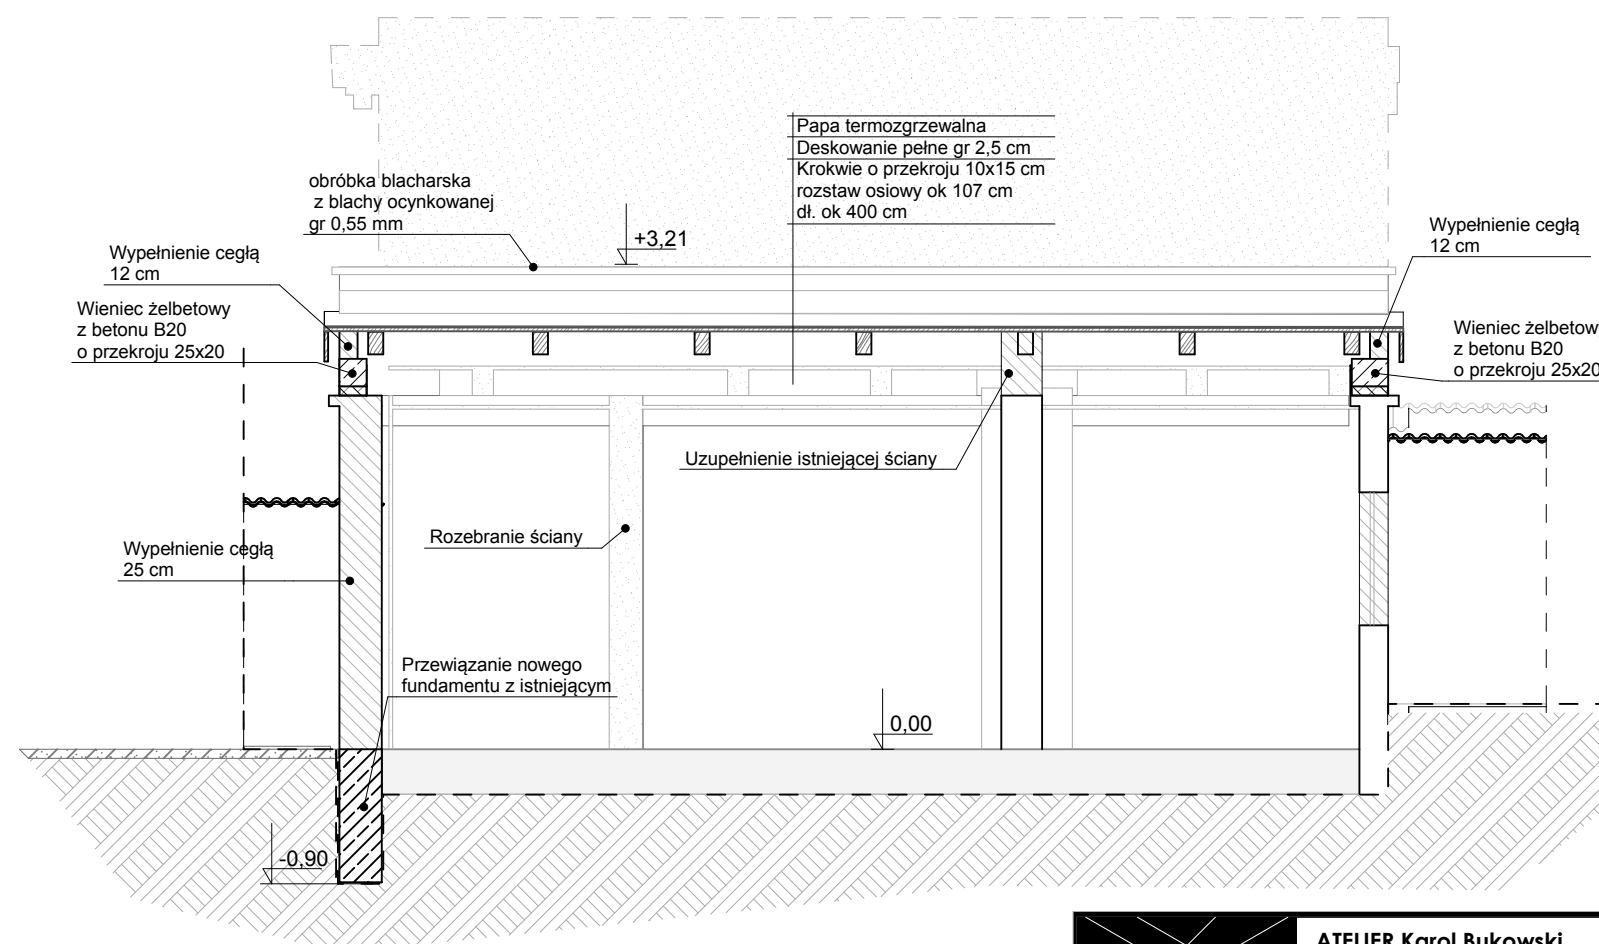 Papa termozgrzewalna
Deskowanie pełne gr 2,5 cm
Krokwie o przekroju 10x15 cm
rozstaw osiowy ok 107 cm
dł. ok 400 cm
obróbka blacharska
z blachy ocynkowanej
gr 0,55 mm
+3,21
Wypełnienie cegłą
12 cm
Wypełnienie cegłą
12 cm
Wieniec żelbetowy
z betonu B20
o przekroju 25x20
Wieniec żelbetowy
z betonu B20
o przekroju 25x20
Uzupełnienie istniejącej ściany
Rozebranie ściany
Wypełnienie cegłą
25 cm
Przewiązanie nowego
fundamentu z istniejącym
0,00
-0,90
ATELIER Karol Bukowski